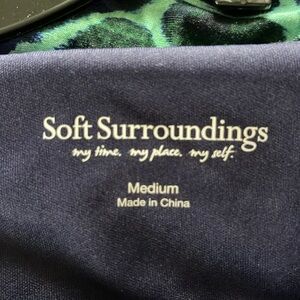 Soft Surroundings
my time. my place. my self.
Medium
Made in China